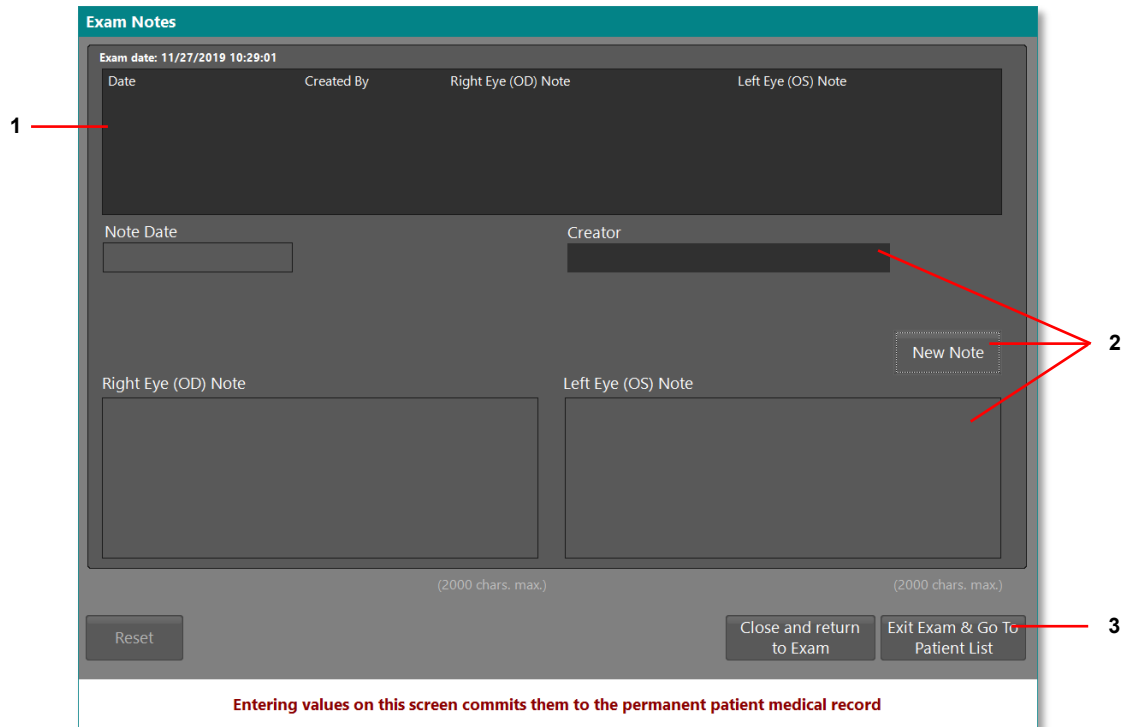 Exam Notes
Exam date: 11/27/2019 10:29:01
Date Created By Right Eye (OD) Note Left Eye (OS) Note
1
Note Date Creator
2
New Note
Right Eye (OD) Note Left Eye (OS) Note
(2000 chars. max.) (2000 chars. max.)
Reset
Close and return
to Exam
Exit Exam & Go To
Patient List
3
Entering values on this screen commits them to the permanent patient medical record